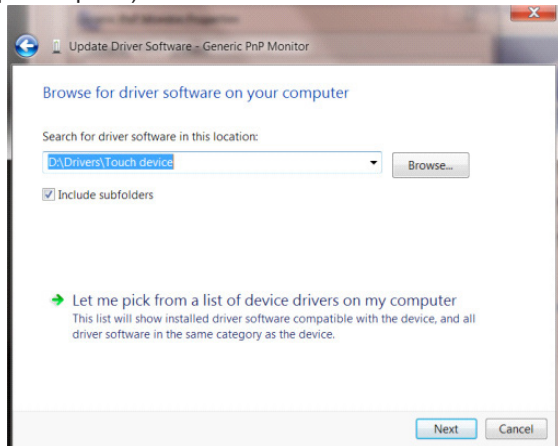 Update Driver Software - Generic PnP Monitor
Browse for driver software on your computer
Search for driver software in this location:
D:\Drivers\Touch device
Browse...
Include subfolders
Let me pick from a list of device drivers on my computer
This list will show installed driver software compatible with the device, and all
driver software in the same category as the device.
Next Cancel